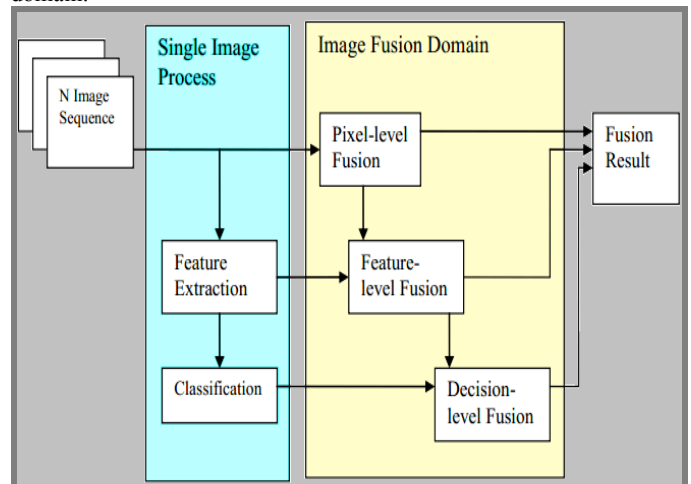 domain.
Single Image
Process
Image Fusion Domain
N Image
Sequence
Pixel-level
Fusion
Fusion
Result
Feature
Extraction
Feature-
level Fusion
Classification
Decision-
level Fusion